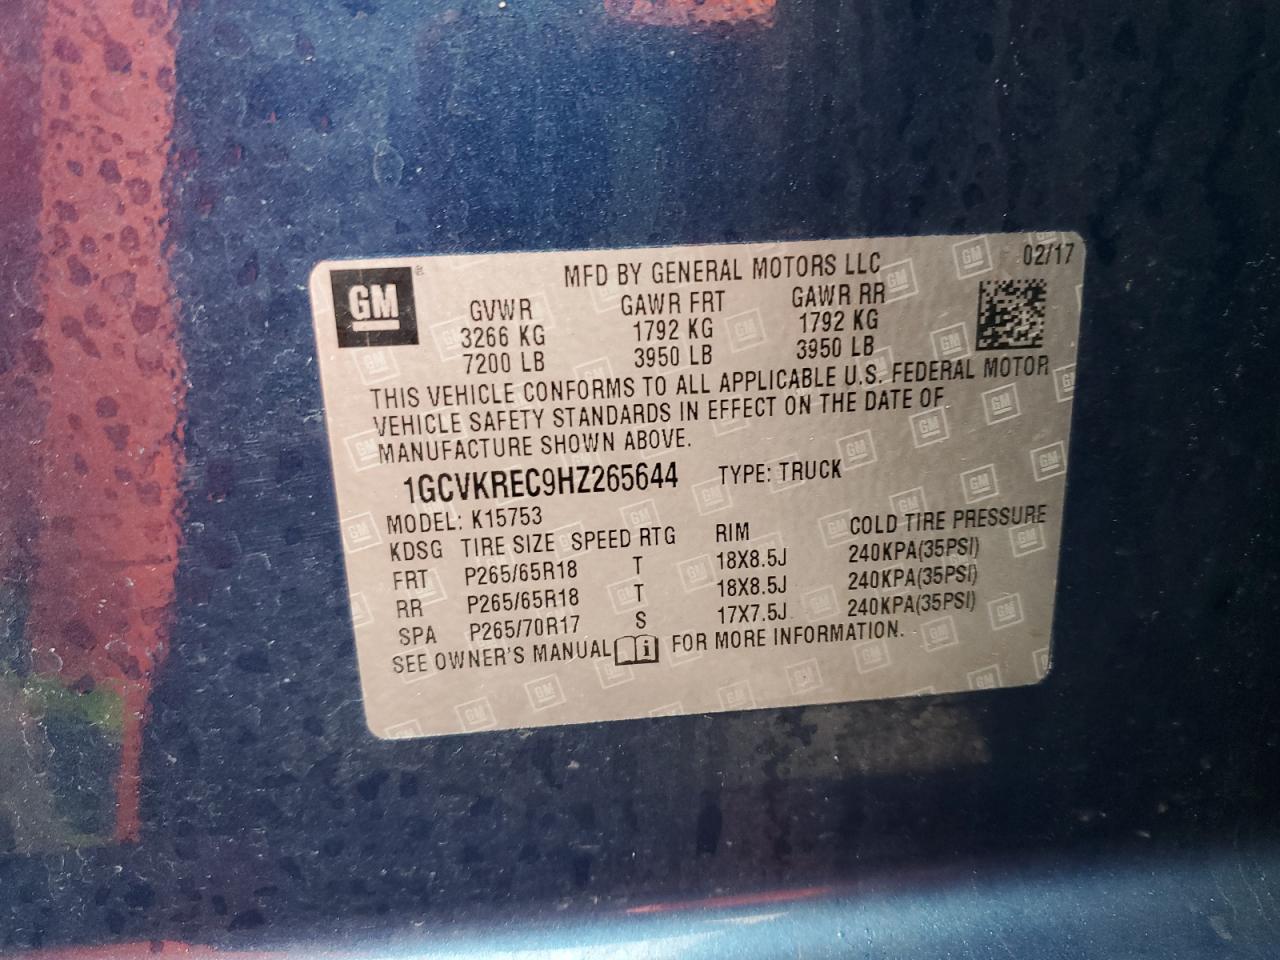 GM
MFD BY GENERAL MOTORS LLC 02/17
GVWR GAWR FRT GAWR RR
3266 KG 1792 KG 1792 KG
7200 LB 3950 LB 3950 LB
THIS VEHICLE CONFORMS TO ALL APPLICABLE U.S. FEDERAL MOTOR
VEHICLE SAFETY STANDARDS IN EFFECT ON THE DATE OF
MANUFACTURE SHOWN ABOVE.
1GCVKREC9HZ265644 TYPE: TRUCK
MODEL: K15753
KDSG TIRE SIZE SPEED RTG RIM COLD TIRE PRESSURE
FRT P265/65R18 T 18X8.5J 240KPA(35PSI)
RR P265/65R18 T 18X8.5J 240KPA(35PSI)
SPA P265/70R17 S 17X7.5J 240KPA(35PSI)
SEE OWNER'S MANUAL FOR MORE INFORMATION.